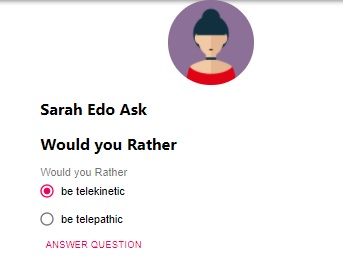 Sarah Edo Ask
Would you Rather
Would you Rather
be telekinetic
be telepathic
ANSWER QUESTION